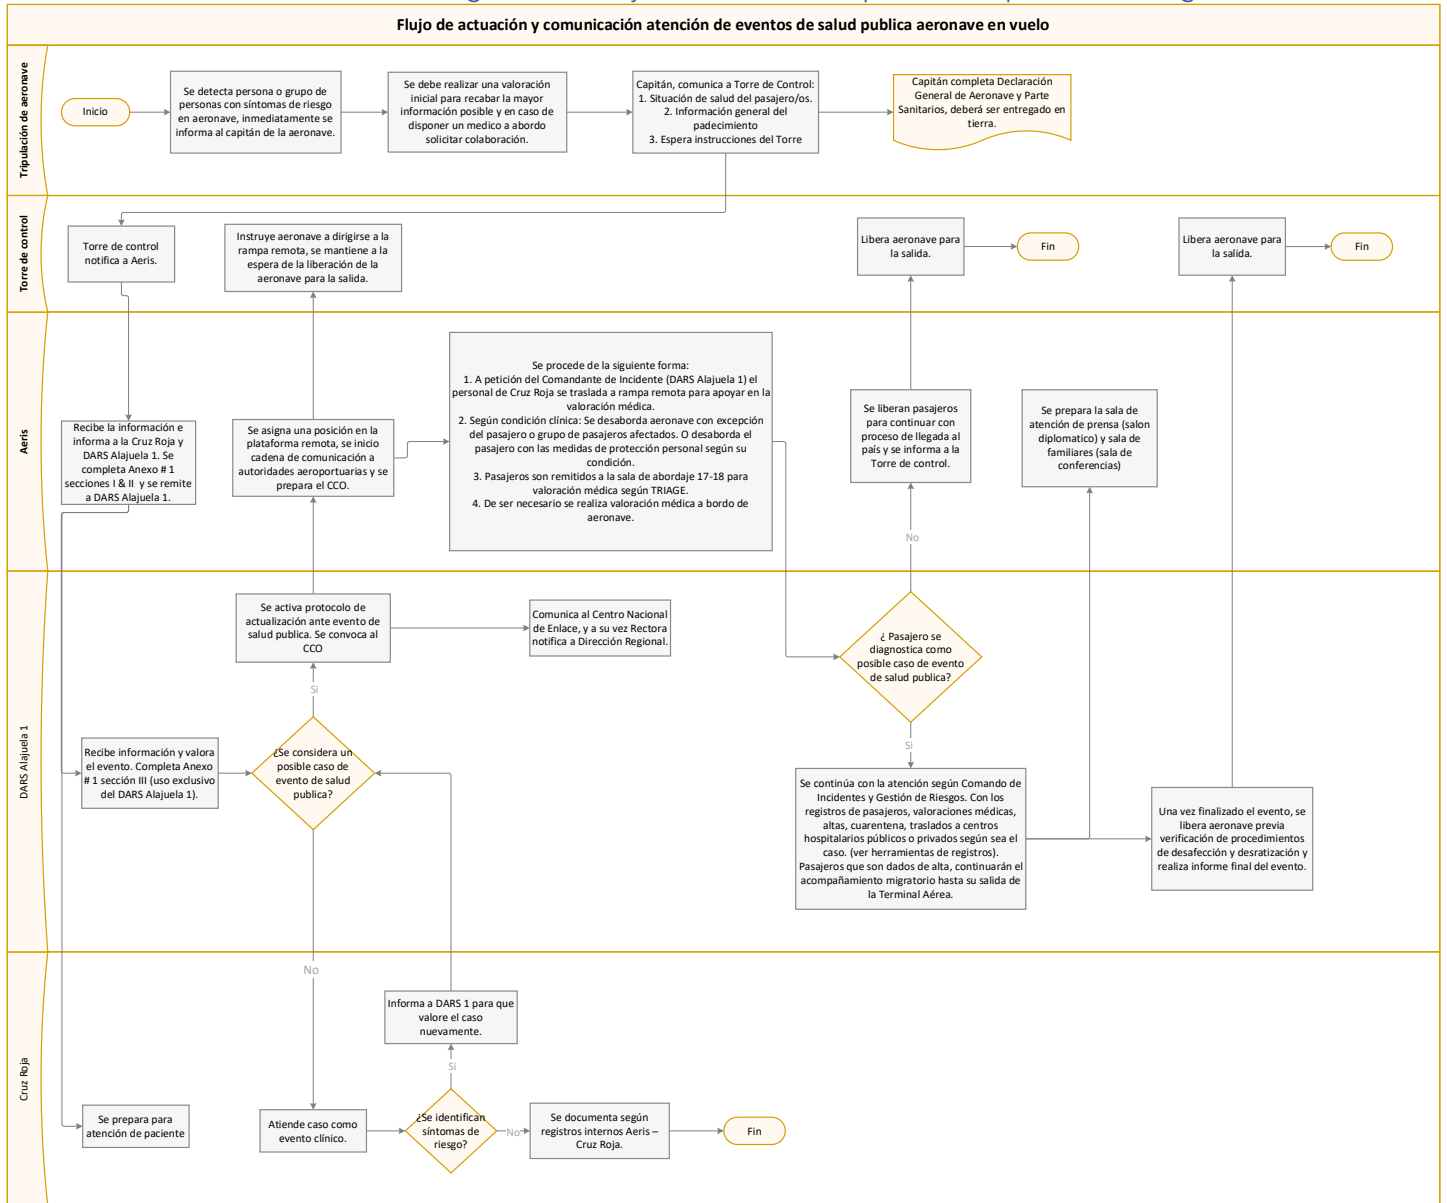 Flujo de actuación y comunicación atención de eventos de salud publica aeronave en vuelo
Tripulación de aeronave
Inicio
Se detecta persona o grupo de
personas con síntomas de riesgo
en aeronave, inmediatamente se
informa al capitán de la aeronave.
Se debe realizar una valoración
inicial para recabar la mayor
información posible y en caso de
disponer un medico a abordo
solicitar colaboración.
Capitán, comunica a Torre de Control:
1. Situación de salud del pasajero/os.
2. Información general del
padecimiento
3. Espera instrucciones del Torre
Capitán completa Declaración
General de Aeronave y Parte
Sanitarios, deberá ser entregado en
tierra.
Torre de control
Torre de control
notifica a Aeris.
Instruye aeronave a dirigirse a la
rampa remota, se mantiene a la
espera de la liberación de la
aeronave para la salida.
Libera aeronave para
la salida.
Fin
Libera aeronave para
la salida.
Fin
Aeris
Recibe la información e
informa a la Cruz Roja y
DARS Alajuela 1. Se
completa Anexo # 1
secciones I & II  y se remite
a DARS Alajuela 1.
Se asigna una posición en la
plataforma remota, se inicio
cadena de comunicación a
autoridades aeroportuarias y se
prepara el CCO.
Se procede de la siguiente forma:
1. A petición del Comandante de Incidente (DARS Alajuela 1) el
personal de Cruz Roja se traslada a rampa remota para apoyar en la
valoración médica.
2. Según condición clínica: Se desaborda aeronave con excepción
del pasajero o grupo de pasajeros afectados. O desaborda el
pasajero con las medidas de protección personal según su
condición.
3. Pasajeros son remitidos a la sala de abordaje 17-18 para
valoración médica según TRIAGE.
4. De ser necesario se realiza valoración médica a bordo de
aeronave.
Se liberan pasajeros
para continuar con
proceso de llegada al
país y se informa a la
Torre de control.
Se prepara la sala de
atención de prensa (salon
diplomatico) y sala de
familiares (sala de
conferencias)
No
DARS Alajuela 1
Se activa protocolo de
actualización ante evento de
salud publica. Se convoca al
CCO
Comunica al Centro Nacional
de Enlace, y a su vez Rectora
notifica a Dirección Regional.
¿ Pasajero se
diagnostica como
posible caso de evento
de salud publica?
Si
Si
Recibe información y valora
el evento. Completa Anexo
# 1 sección III (uso exclusivo
del DARS Alajuela 1).
¿Se considera un
posible caso de
evento de salud
publica?
Se continúa con la atención según Comando de
Incidentes y Gestión de Riesgos. Con los
registros de pasajeros, valoraciones médicas,
altas, cuarentena, traslados a centros
hospitalarios públicos o privados según sea el
caso. (ver herramientas de registros).
Pasajeros que son dados de alta, continuarán el
acompañamiento migratorio hasta su salida de
la Terminal Aérea.
Una vez finalizado el evento, se
libera aeronave previa
verificación de procedimientos
de desafección y desratización y
realiza informe final del evento.
No
Cruz Roja
Informa a DARS 1 para que
valore el caso
nuevamente.
Si
Se prepara para
atención de paciente
Atiende caso como
evento clínico.
¿Se identifican
síntomas de
riesgo?
No
Se documenta según
registros internos Aeris –
Cruz Roja.
Fin